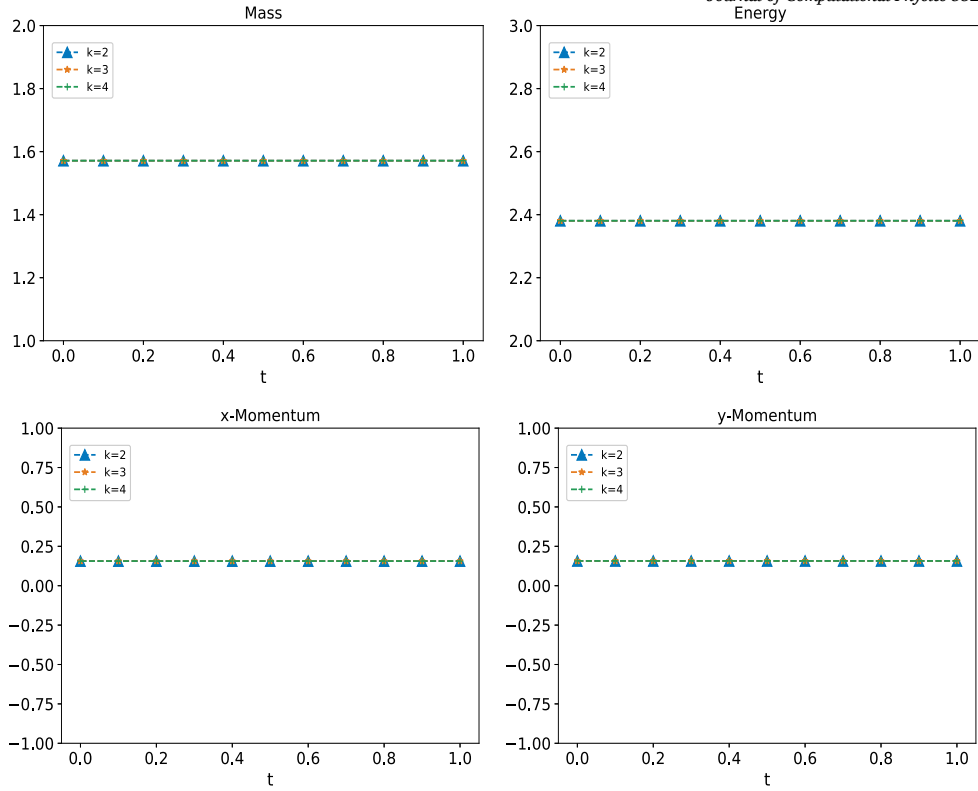 Mass
2.0
1.8
1.6
1.4
1.2
1.0
k=2
k=3
k=4
0.0 0.2 0.4 0.6 0.8 1.0
t
Energy
3.0
2.8
2.6
2.4
2.2
2.0
k=2
k=3
k=4
0.0 0.2 0.4 0.6 0.8 1.0
t
x-Momentum
1.00
0.75
0.50
0.25
0.00
−0.25
−0.50
−0.75
−1.00
k=2
k=3
k=4
0.0 0.2 0.4 0.6 0.8 1.0
t
y-Momentum
1.00
0.75
0.50
0.25
0.00
−0.25
−0.50
−0.75
−1.00
k=2
k=3
k=4
0.0 0.2 0.4 0.6 0.8 1.0
t